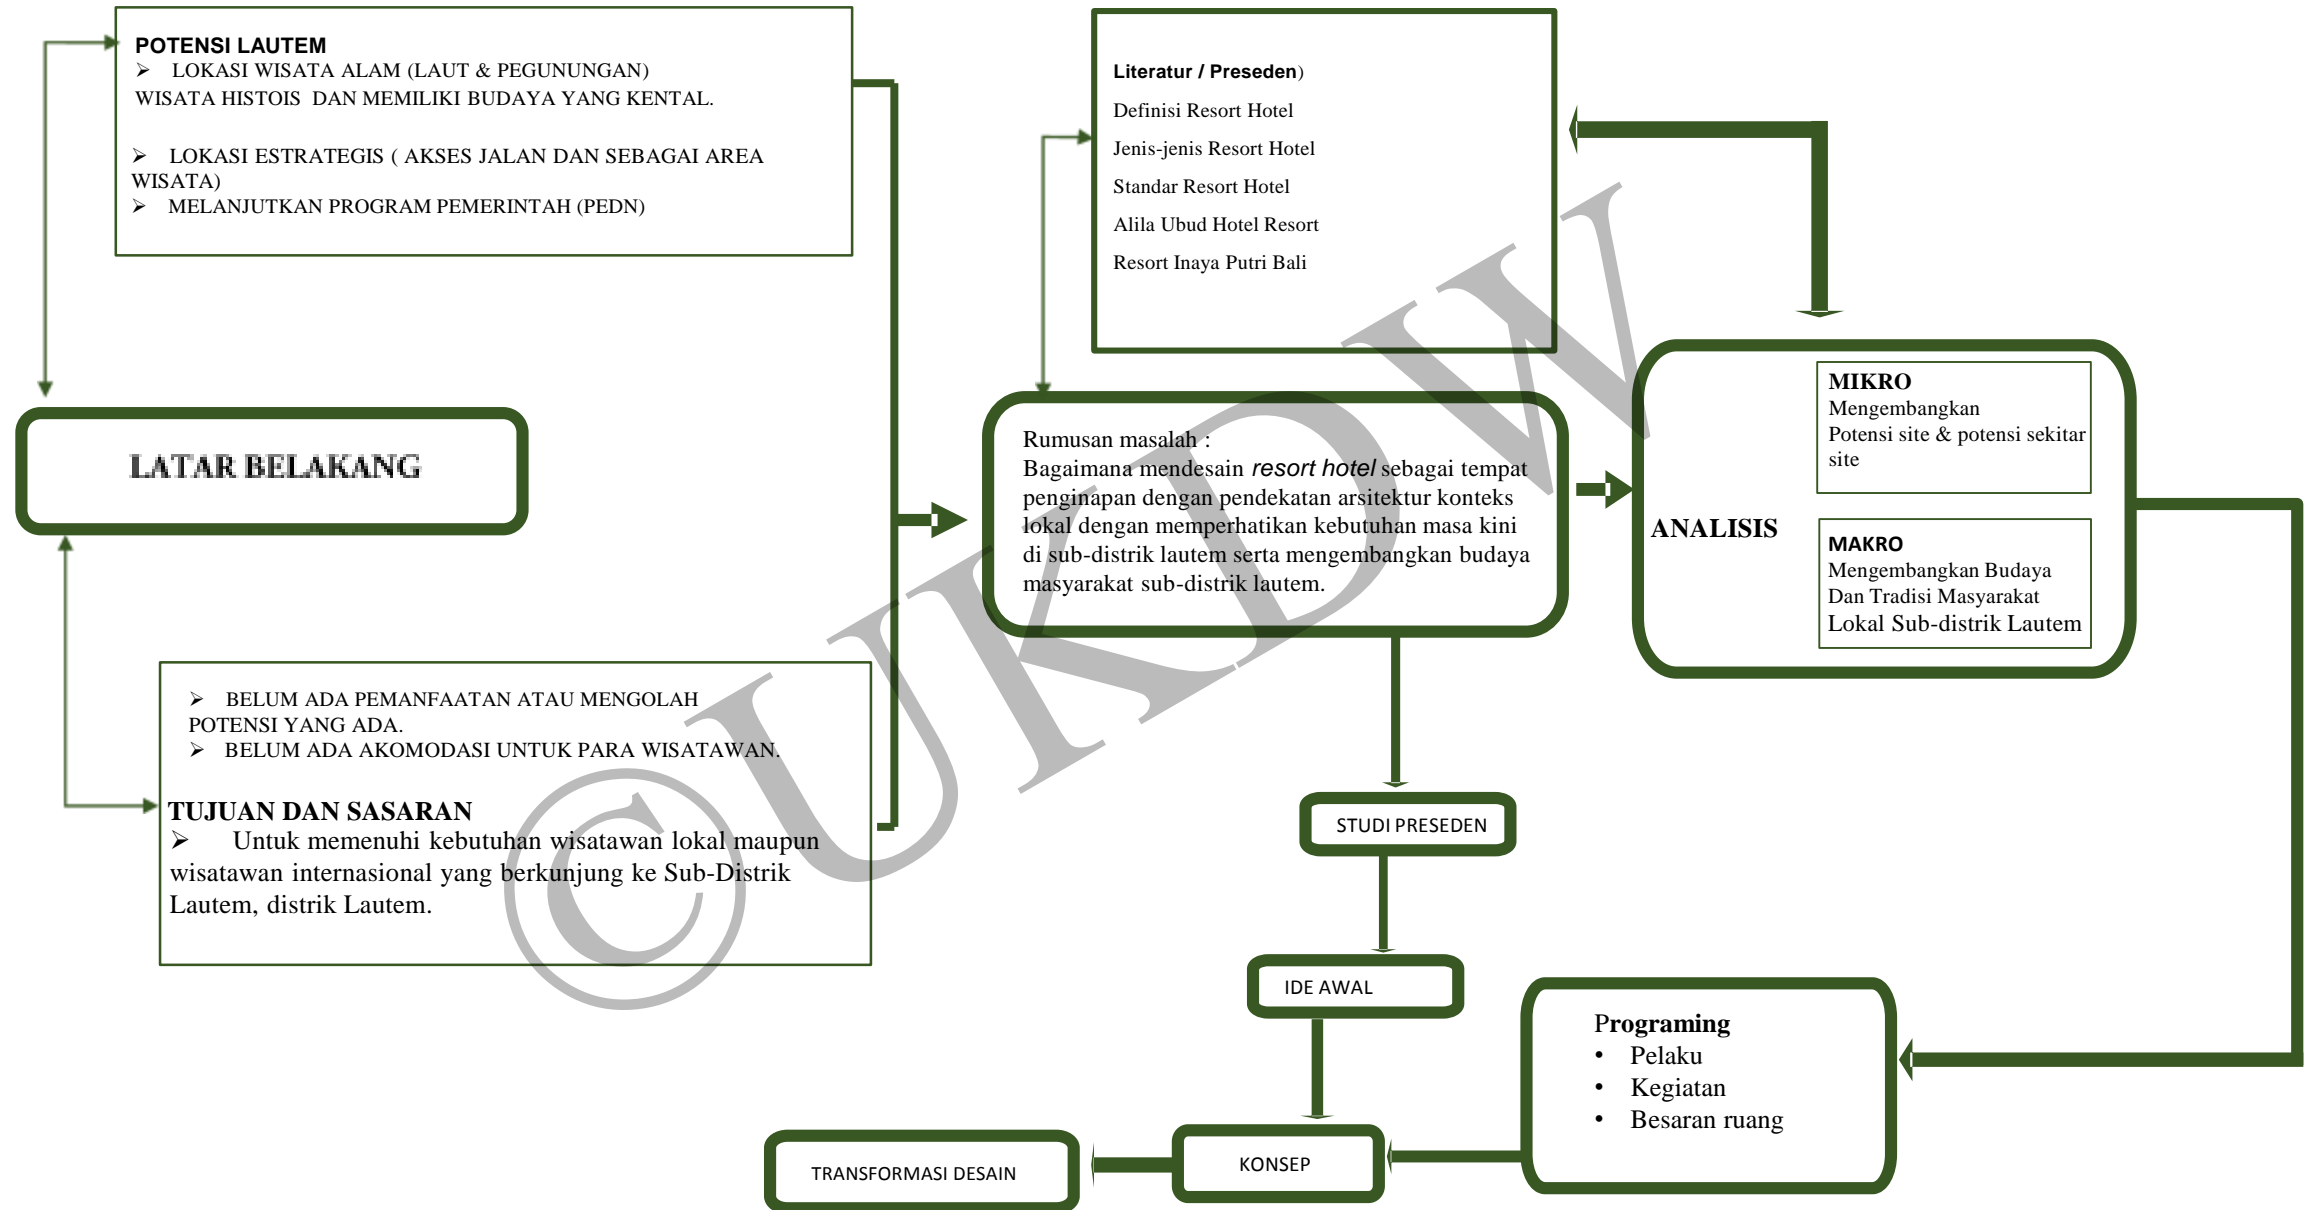 POTENSI LAUTEM
➢ LOKASI WISATA ALAM (LAUT & PEGUNUNGAN)
WISATA HISTOIS DAN MEMILIKI BUDAYA YANG KENTAL.
➢ LOKASI ESTRATEGIS ( AKSES JALAN DAN SEBAGAI AREA
WISATA)
➢ MELANJUTKAN PROGRAM PEMERINTAH (PEDN)
LATAR BELAKANG
➢ BELUM ADA PEMANFAATAN ATAU MENGOLAH
POTENSI YANG ADA.
➢ BELUM ADA AKOMODASI UNTUK PARA WISATAWAN.
TUJUAN DAN SASARAN
➢ Untuk memenuhi kebutuhan wisatawan lokal maupun
wisatawan internasional yang berkunjung ke Sub-Distrik
Lautem, distrik Lautem.
Literatur / Preseden)
Definisi Resort Hotel
Jenis-jenis Resort Hotel
Standar Resort Hotel
Alila Ubud Hotel Resort
Resort Inaya Putri Bali
Rumusan masalah :
Bagaimana mendesain resort hotel sebagai tempat
penginapan dengan pendekatan arsitektur konteks
lokal dengan memperhatikan kebutuhan masa kini
di sub-distrik lautem serta mengembangkan budaya
masyarakat sub-distrik lautem.
ANALISIS
MIKRO
Mengembangkan
Potensi site & potensi sekitar
site
MAKRO
Mengembangkan Budaya
Dan Tradisi Masyarakat
Lokal Sub-distrik Lautem
STUDI PRESEDEN
IDE AWAL
Programing
• Pelaku
• Kegiatan
• Besaran ruang
KONSEP
TRANSFORMASI DESAIN
©UKDW